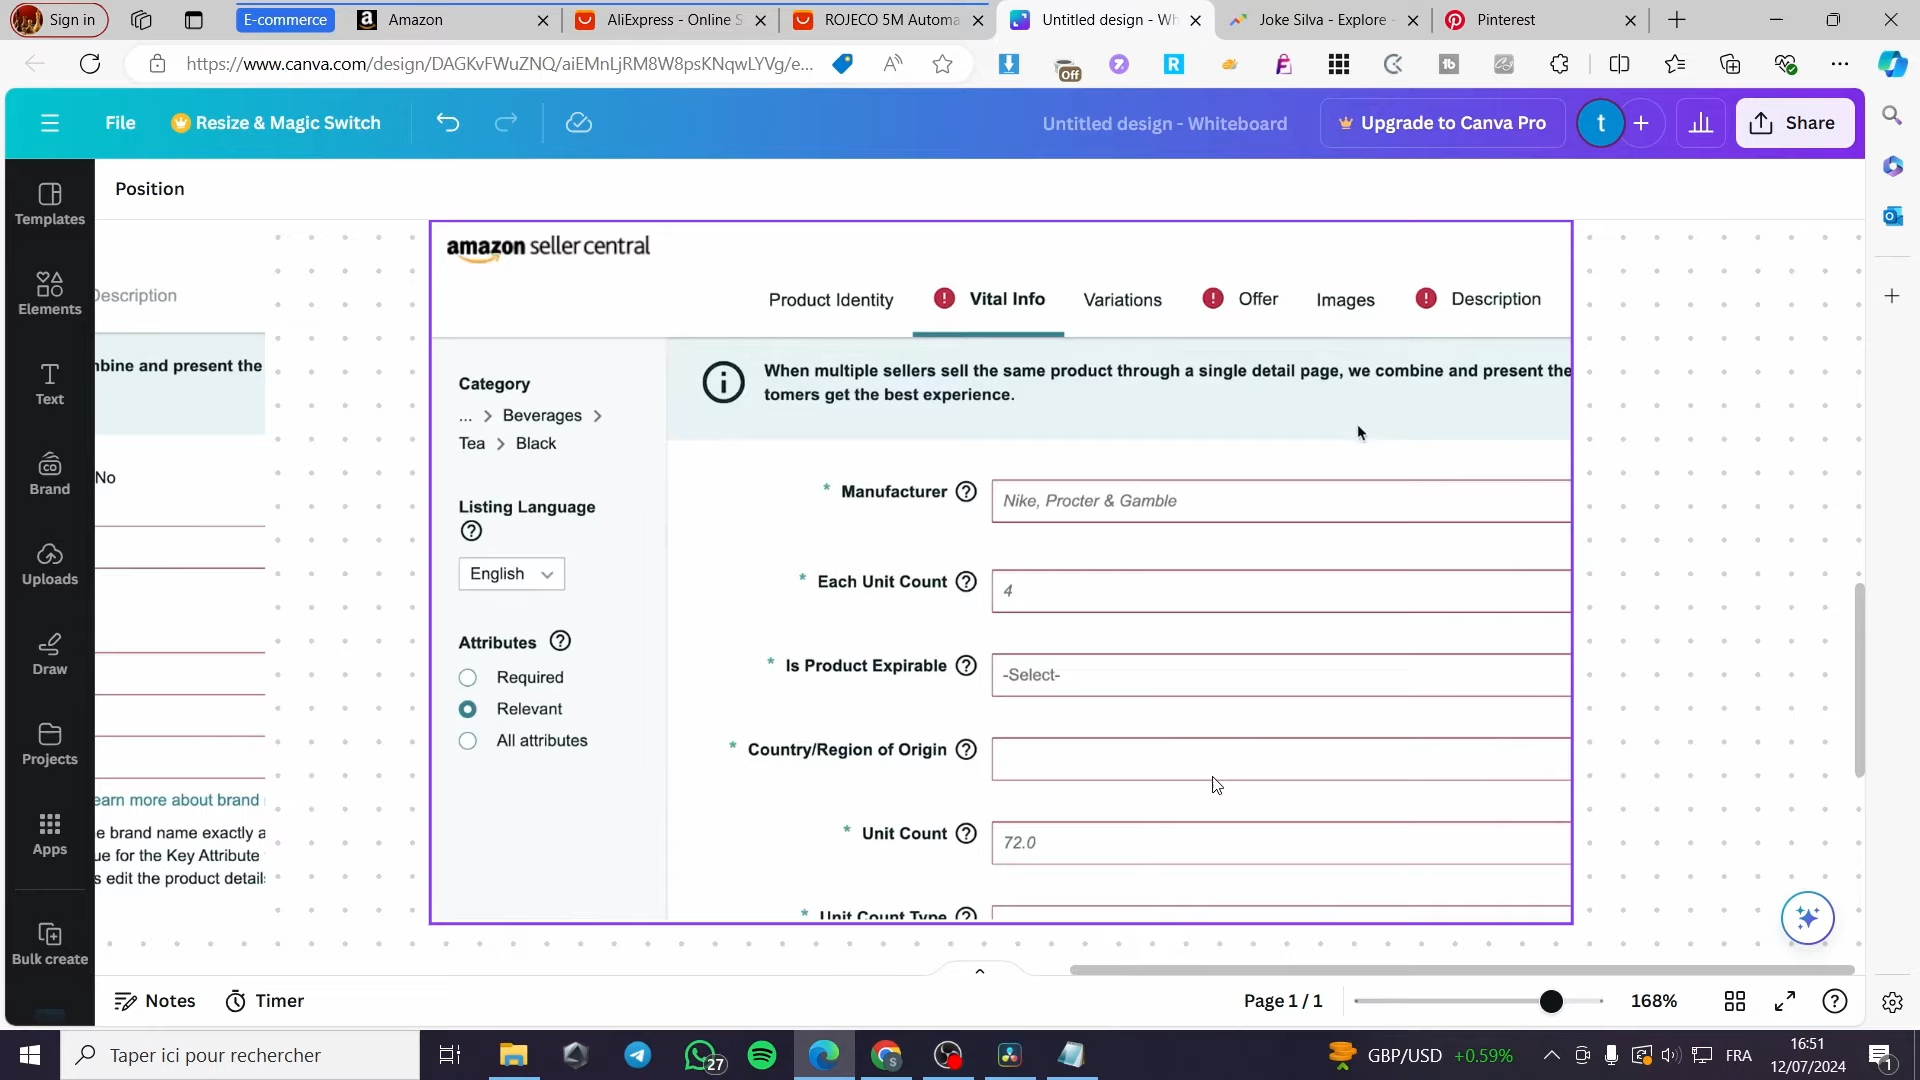 Sign in
E-commerce
Amazon
AliExpress - Online S
ROJECO 5M Automa
Untitled design - Wh
Joke Silva - Explore -
Pinterest
https://www.canva.com/design/DAGKvFWuZNQ/aiEMnLjRM8W8psKNqwLYVg/e...
Off
File
Resize & Magic Switch
Untitled design - Whiteboard
Upgrade to Canva Pro
t
Share
Templates
Elements
Text
Brand
Uploads
Draw
Projects
Apps
Bulk create
Position
Description
nbine and present the
No
earn more about brand
e brand name exactly a
ue for the Key Attribute
s edit the product detail
amazon seller central
Product Identity
Vital Info
Variations
Offer
Images
Description
Category
... > Beverages >
Tea > Black
Listing Language
English
Attributes
Required
Relevant
All attributes
When multiple sellers sell the same product through a single detail page, we combine and present the
tomers get the best experience.
* Manufacturer
Nike, Procter & Gamble
* Each Unit Count
4
* Is Product Expirable
-Select-
* Country/Region of Origin
* Unit Count
72.0
* Unit Count Type
Notes
Timer
Page 1 / 1
168%
Taper ici pour rechercher
27
GBP/USD +0.59%
FRA
16:51
12/07/2024
1